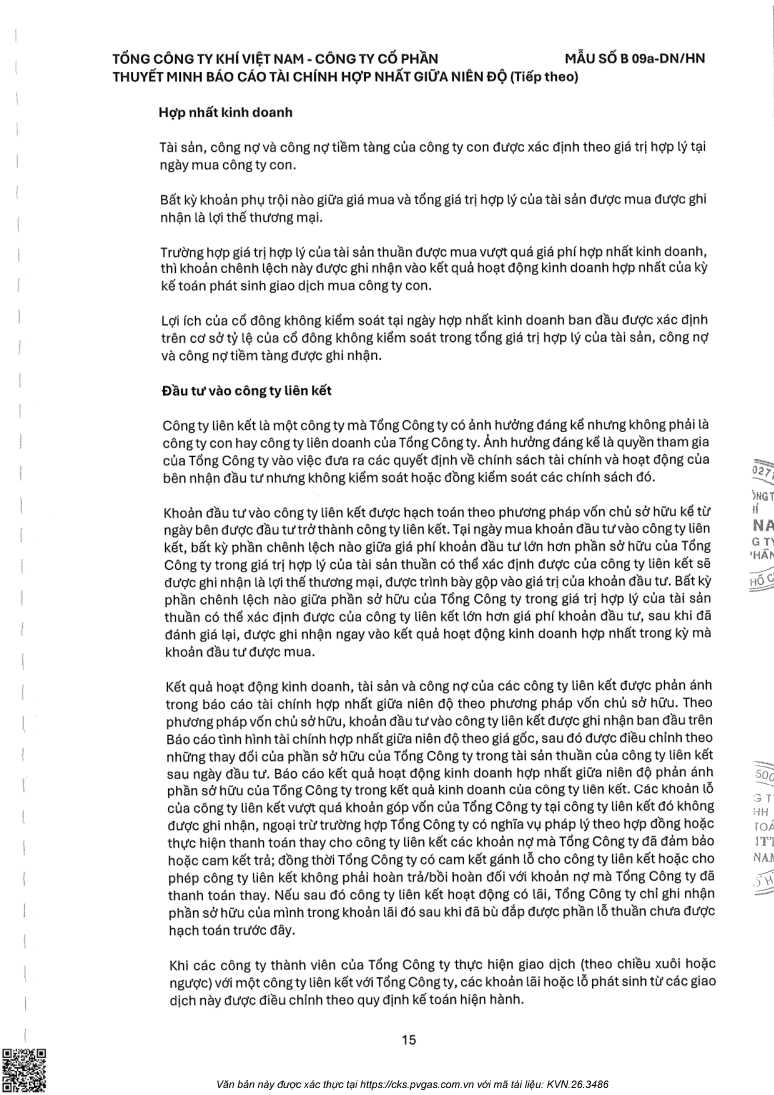 TỔNG CÔNG TY KHÍ VIỆT NAM - CÔNG TY CỔ PHẦN MẪU SỐ B 09a-DN/HN
THUYẾT MINH BÁO CÁO TÀI CHÍNH HỢP NHẤT GIỮA NIÊN ĐỘ (Tiếp theo)
Hợp nhất kinh doanh
Tài sản, công nợ và công nợ tiềm tàng của công ty con được xác định theo giá trị hợp lý tại
ngày mua công ty con.
Bất kỳ khoản phụ trội nào giữa giá mua và tổng giá trị hợp lý của tài sản được mua được ghi
nhận là lợi thế thương mại.
Trường hợp giá trị hợp lý của tài sản thuần được mua vượt quá giá phí hợp nhất kinh doanh,
thì khoản chênh lệch này được ghi nhận vào kết quả hoạt động kinh doanh hợp nhất của kỳ
kế toán phát sinh giao dịch mua công ty con.
Lợi ích của cổ đông không kiểm soát tại ngày hợp nhất kinh doanh ban đầu được xác định
trên cơ sở tỷ lệ của cổ đông không kiểm soát trong tổng giá trị hợp lý của tài sản, công nợ
và công nợ tiềm tàng được ghi nhận.
Đầu tư vào công ty liên kết
Công ty liên kết là một công ty mà Tổng Công ty có ảnh hưởng đáng kể nhưng không phải là
công ty con hay công ty liên doanh của Tổng Công ty. Ảnh hưởng đáng kể là quyền tham gia
của Tổng Công ty vào việc đưa ra các quyết định về chính sách tài chính và hoạt động của
bên nhận đầu tư nhưng không kiểm soát hoặc đồng kiểm soát các chính sách đó.
Khoản đầu tư vào công ty liên kết được hạch toán theo phương pháp vốn chủ sở hữu kể từ
ngày bên được đầu tư trở thành công ty liên kết. Tại ngày mua khoản đầu tư vào công ty liên
kết, bất kỳ phần chênh lệch nào giữa giá phí khoản đầu tư lớn hơn phần sở hữu của Tổng
Công ty trong giá trị hợp lý của tài sản thuần có thể xác định được của công ty liên kết sẽ
được ghi nhận là lợi thế thương mại, được trình bày gộp vào giá trị của khoản đầu tư. Bất kỳ
phần chênh lệch nào giữa phần sở hữu của Tổng Công ty trong giá trị hợp lý của tài sản
thuần có thể xác định được của công ty liên kết lớn hơn giá phí khoản đầu tư, sau khi đã
đánh giá lại, được ghi nhận ngay vào kết quả hoạt động kinh doanh hợp nhất trong kỳ mà
khoản đầu tư được mua.
Kết quả hoạt động kinh doanh, tài sản và công nợ của các công ty liên kết được phản ánh
trong báo cáo tài chính hợp nhất giữa niên độ theo phương pháp vốn chủ sở hữu. Theo
phương pháp vốn chủ sở hữu, khoản đầu tư vào công ty liên kết được ghi nhận ban đầu trên
Báo cáo tình hình tài chính hợp nhất giữa niên độ theo giá gốc, sau đó được điều chỉnh theo
những thay đổi của phần sở hữu của Tổng Công ty trong tài sản thuần của công ty liên kết
sau ngày đầu tư. Báo cáo kết quả hoạt động kinh doanh hợp nhất giữa niên độ phản ánh
phần sở hữu của Tổng Công ty trong kết quả kinh doanh của công ty liên kết. Các khoản lỗ
của công ty liên kết vượt quá khoản góp vốn của Tổng Công ty tại công ty liên kết đó không
được ghi nhận, ngoại trừ trường hợp Tổng Công ty có nghĩa vụ pháp lý theo hợp đồng hoặc
thực hiện thanh toán thay cho công ty liên kết các khoản nợ mà Tổng Công ty đã đảm bảo
hoặc cam kết trả; đồng thời Tổng Công ty có cam kết gánh lỗ cho công ty liên kết hoặc cho
phép công ty liên kết không phải hoàn trả/bồi hoàn đối với khoản nợ mà Tổng Công ty đã
thanh toán thay. Nếu sau đó công ty liên kết hoạt động có lãi, Tổng Công ty chỉ ghi nhận
phần sở hữu của mình trong khoản lãi đó sau khi đã bù đắp được phần lỗ thuần chưa được
hạch toán trước đây.
Khi các công ty thành viên của Tổng Công ty thực hiện giao dịch (theo chiều xuôi hoặc
ngược) với một công ty liên kết với Tổng Công ty, các khoản lãi hoặc lỗ phát sinh từ các giao
dịch này được điều chỉnh theo quy định kế toán hiện hành.
15
Văn bản này được xác thực tại https://cks.pvgas.com.vn với mã tài liệu: KVN.26.3486